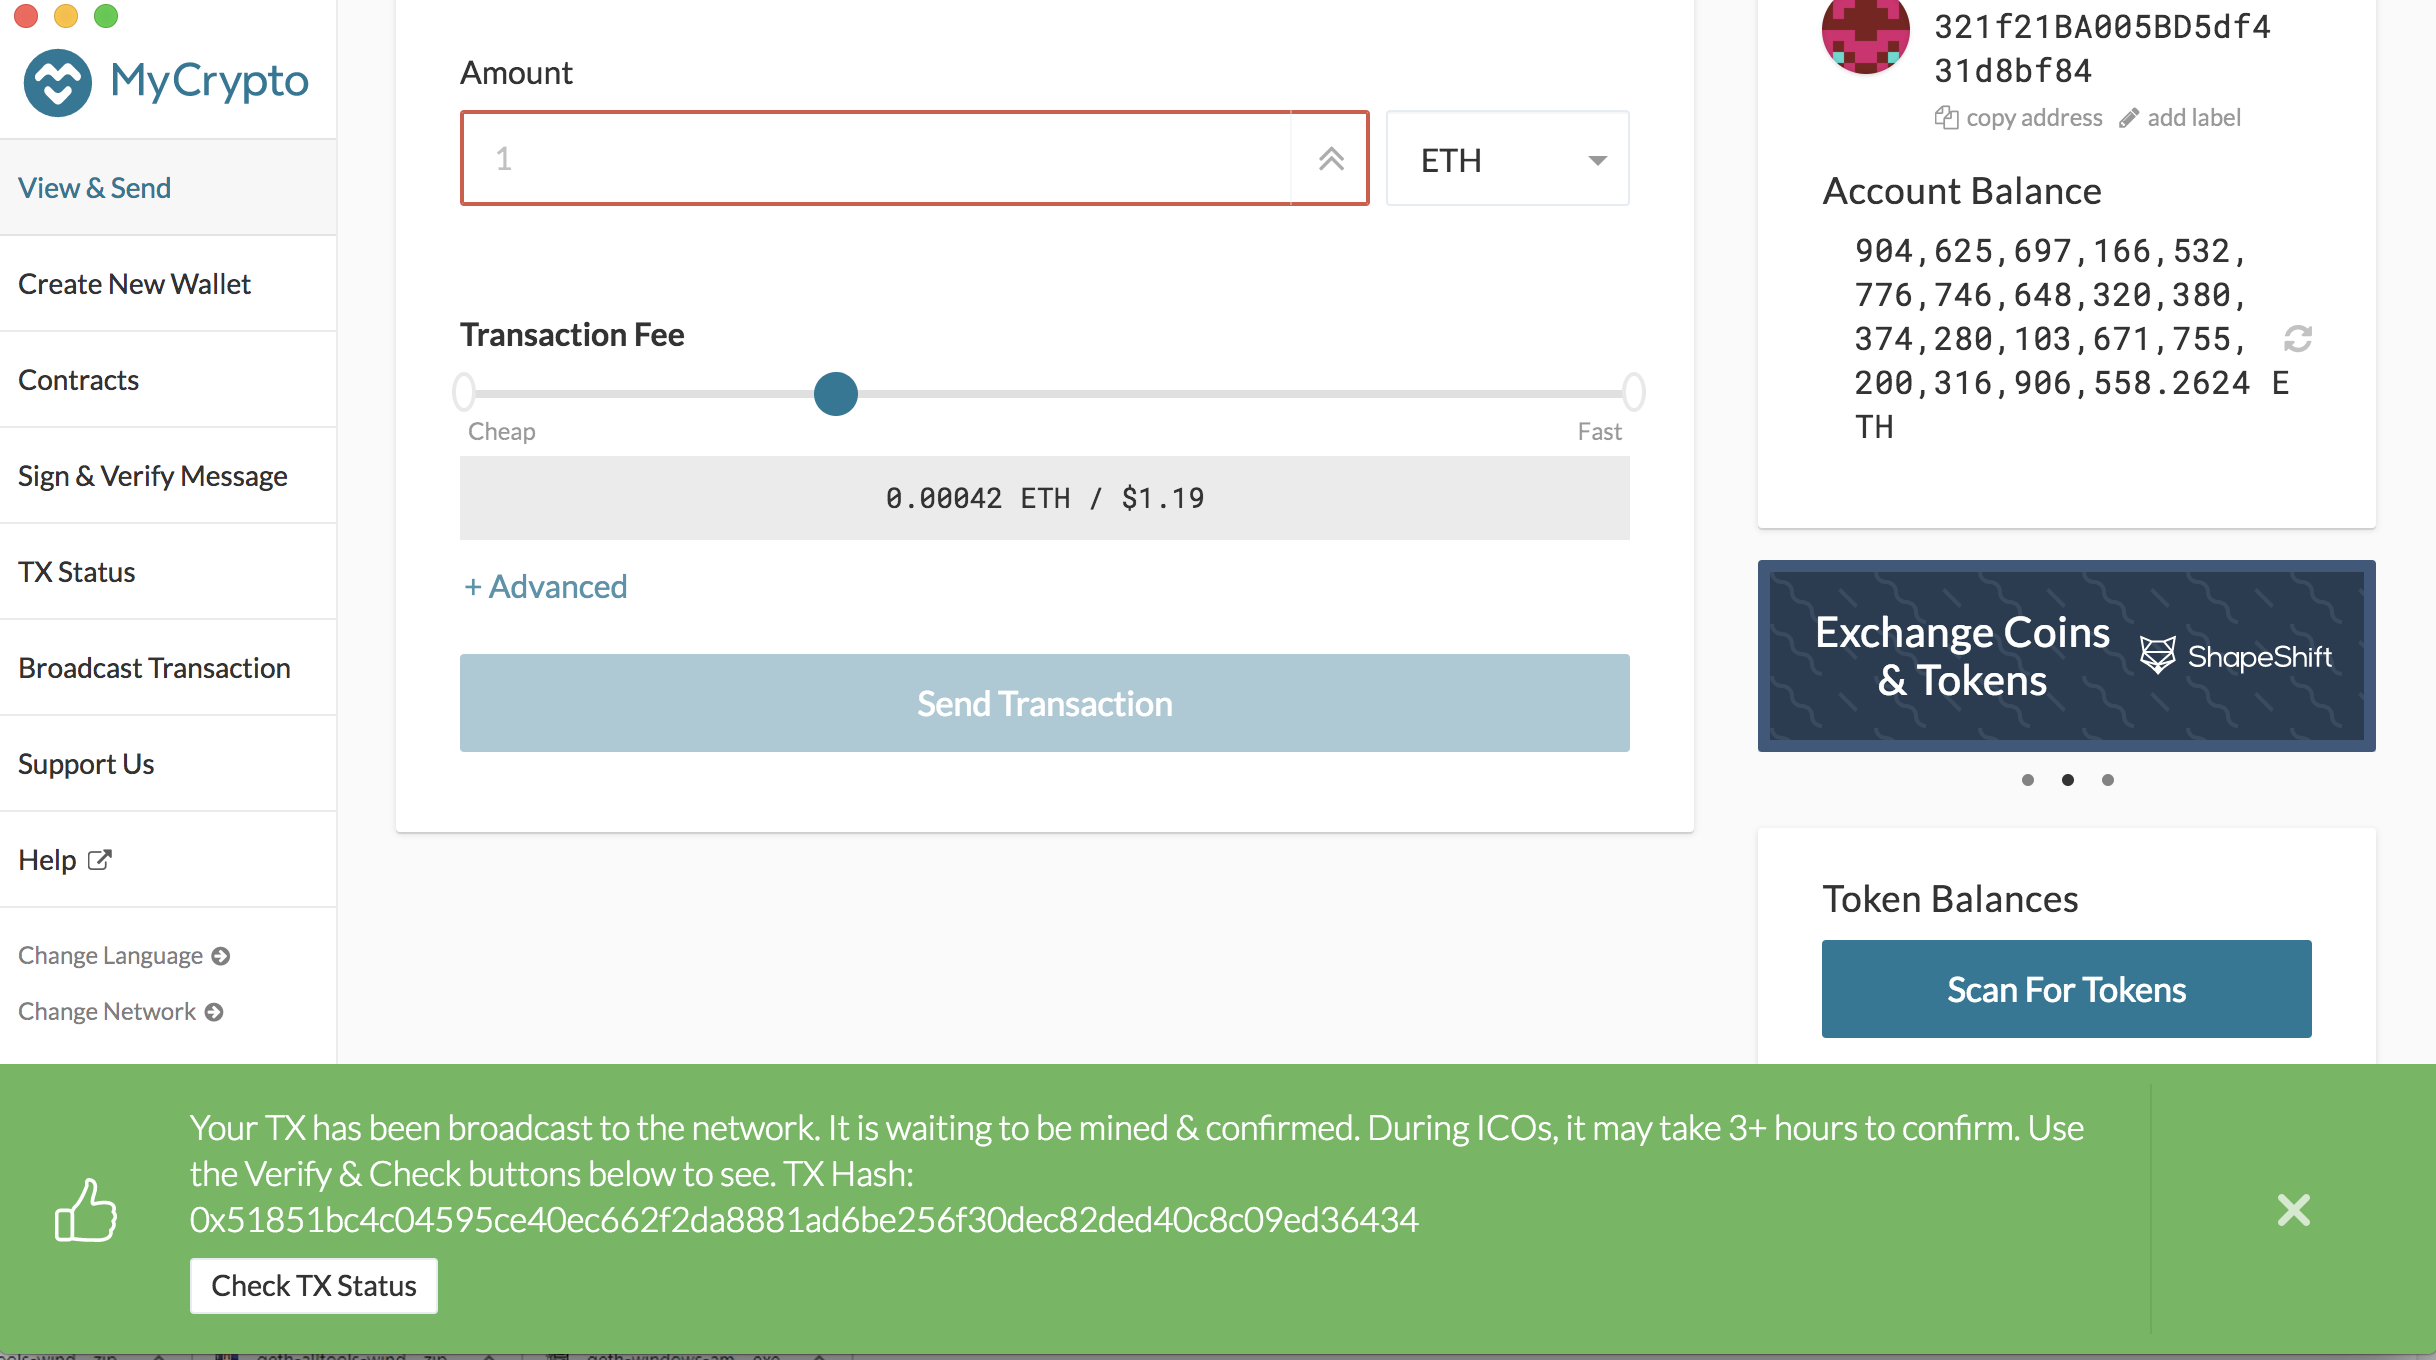 MyCrypto
View & Send
Create New Wallet
Contracts
Sign & Verify Message
TX Status
Broadcast Transaction
Support Us
Help
Change Language
Change Network
Amount
1
ETH
Transaction Fee
Cheap
Fast
0.00042 ETH / $1.19
+ Advanced
Send Transaction
321f21BA005BD5df4
31d8bf84
copy address add label
Account Balance
904,625,697,166,532,
776,746,648,320,380,
374,280,103,671,755,
200,316,906,558.2624 E
TH
Exchange Coins
& Tokens
ShapeShift
Token Balances
Scan For Tokens
Your TX has been broadcast to the network. It is waiting to be mined & confirmed. During ICOs, it may take 3+ hours to confirm. Use
the Verify & Check buttons below to see. TX Hash:
0x51851bc4c04595ce40ec662f2da8881ad6be256f30dec82ded40c8c09ed36434
Check TX Status